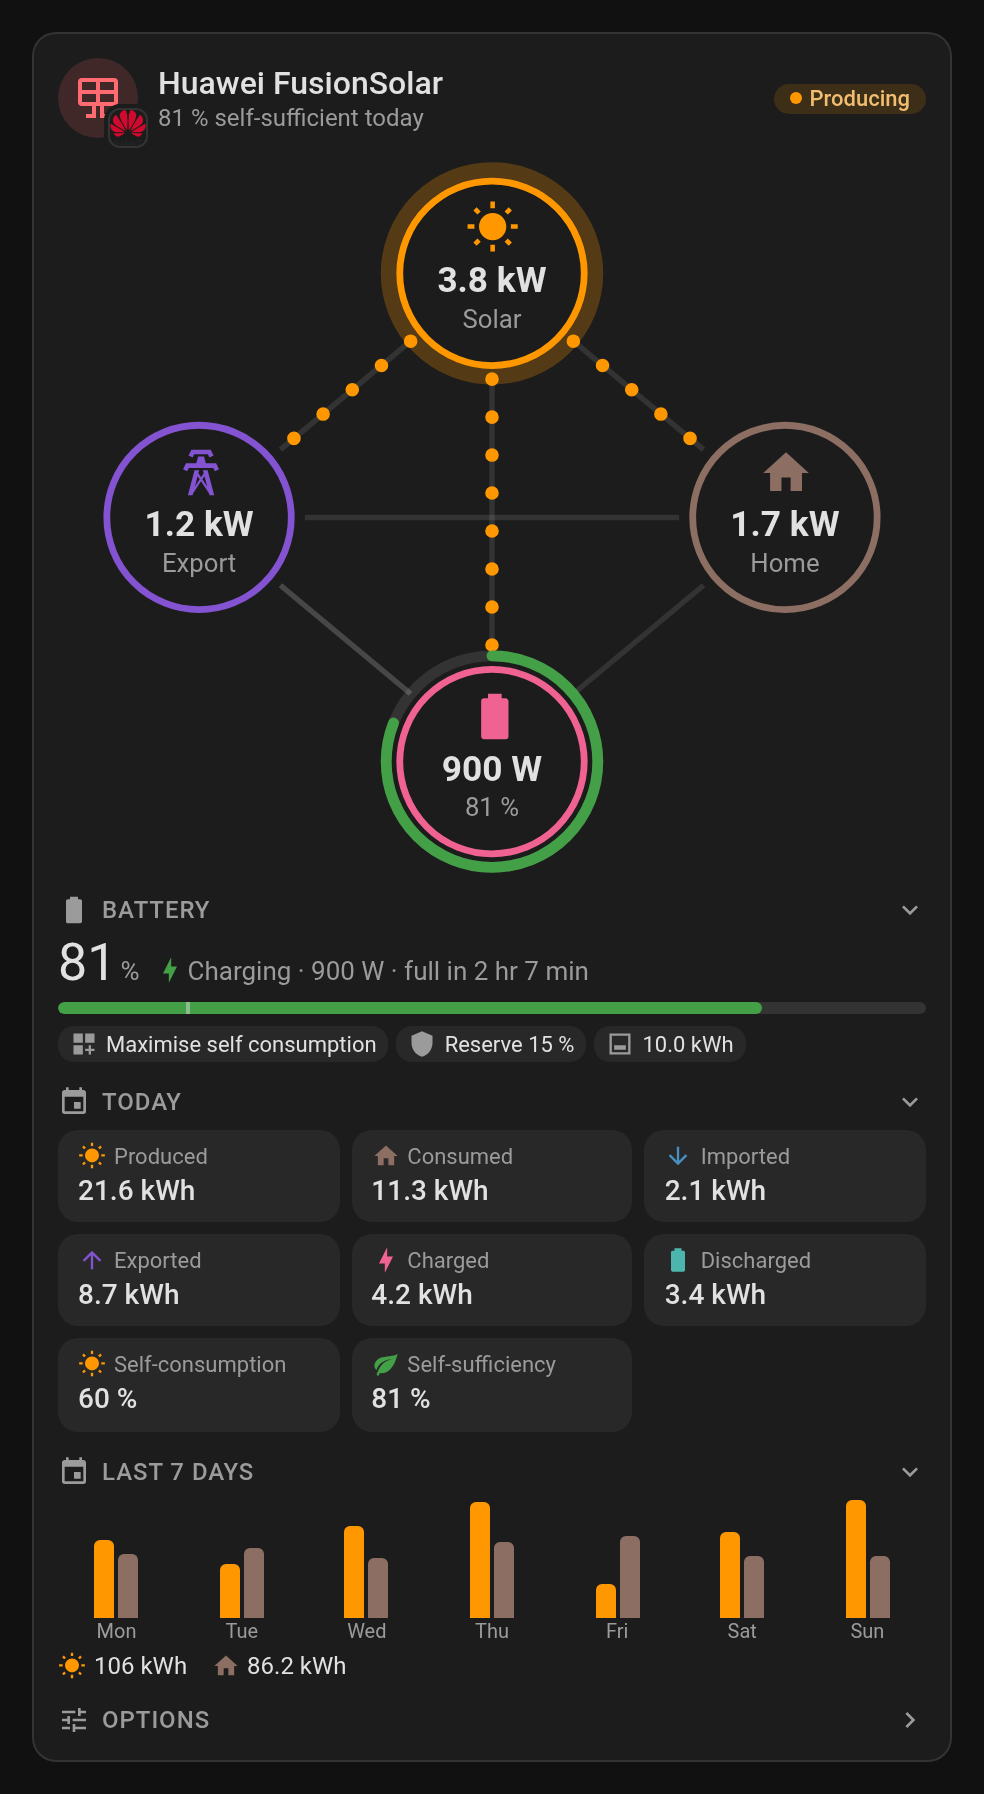 Huawei FusionSolar
81 % self-sufficient today
Producing
3.8 kW
Solar
1.2 kW
Export
1.7 kW
Home
900 W
81 %
BATTERY
81 % Charging · 900 W · full in 2 hr 7 min
Maximise self consumption Reserve 15 % 10.0 kWh
TODAY
Produced Consumed Imported
21.6 kWh 11.3 kWh 2.1 kWh
Exported Charged Discharged
8.7 kWh 4.2 kWh 3.4 kWh
Self-consumption Self-sufficiency
60 % 81 %
LAST 7 DAYS
Mon Tue Wed Thu Fri Sat Sun
106 kWh 86.2 kWh
OPTIONS